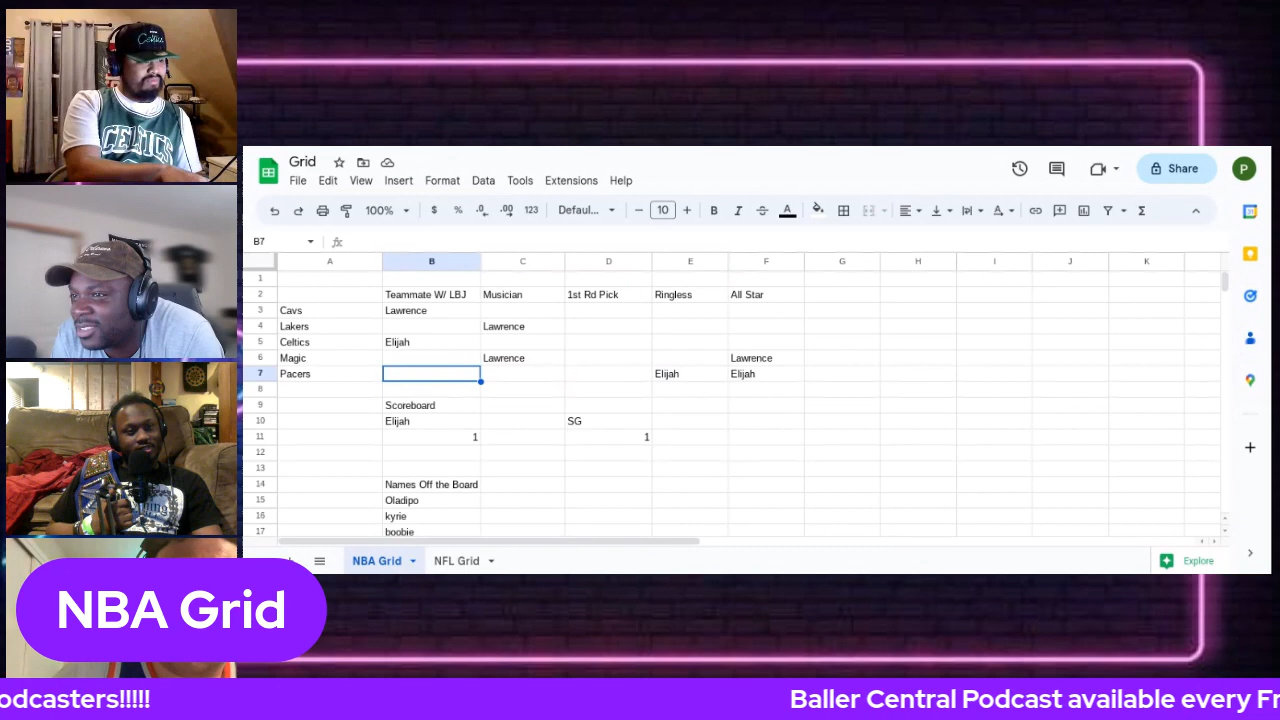 Celtics
CELTICS
Grid
File Edit View Insert Format Data Tools Extensions Help
Share
P
100% $ % .0 .00 123 Defaul... 10 B I A
B7 fx
A B C D E F G H I J K
1
2 Teammate W/ LBJ Musician 1st Rd Pick Ringless All Star
3 Cavs Lawrence
4 Lakers Lawrence
5 Celtics Elijah
6 Magic Lawrence Lawrence
7 Pacers Elijah Elijah
8
9 Scoreboard
10 Elijah SG
11 1 1
12
13
14 Names Off the Board
15 Oladipo
16 kyrie
17 boobie
NBA Grid NFL Grid Explore
NBA Grid
odcasters!!!!! Baller Central Podcast available every Fr